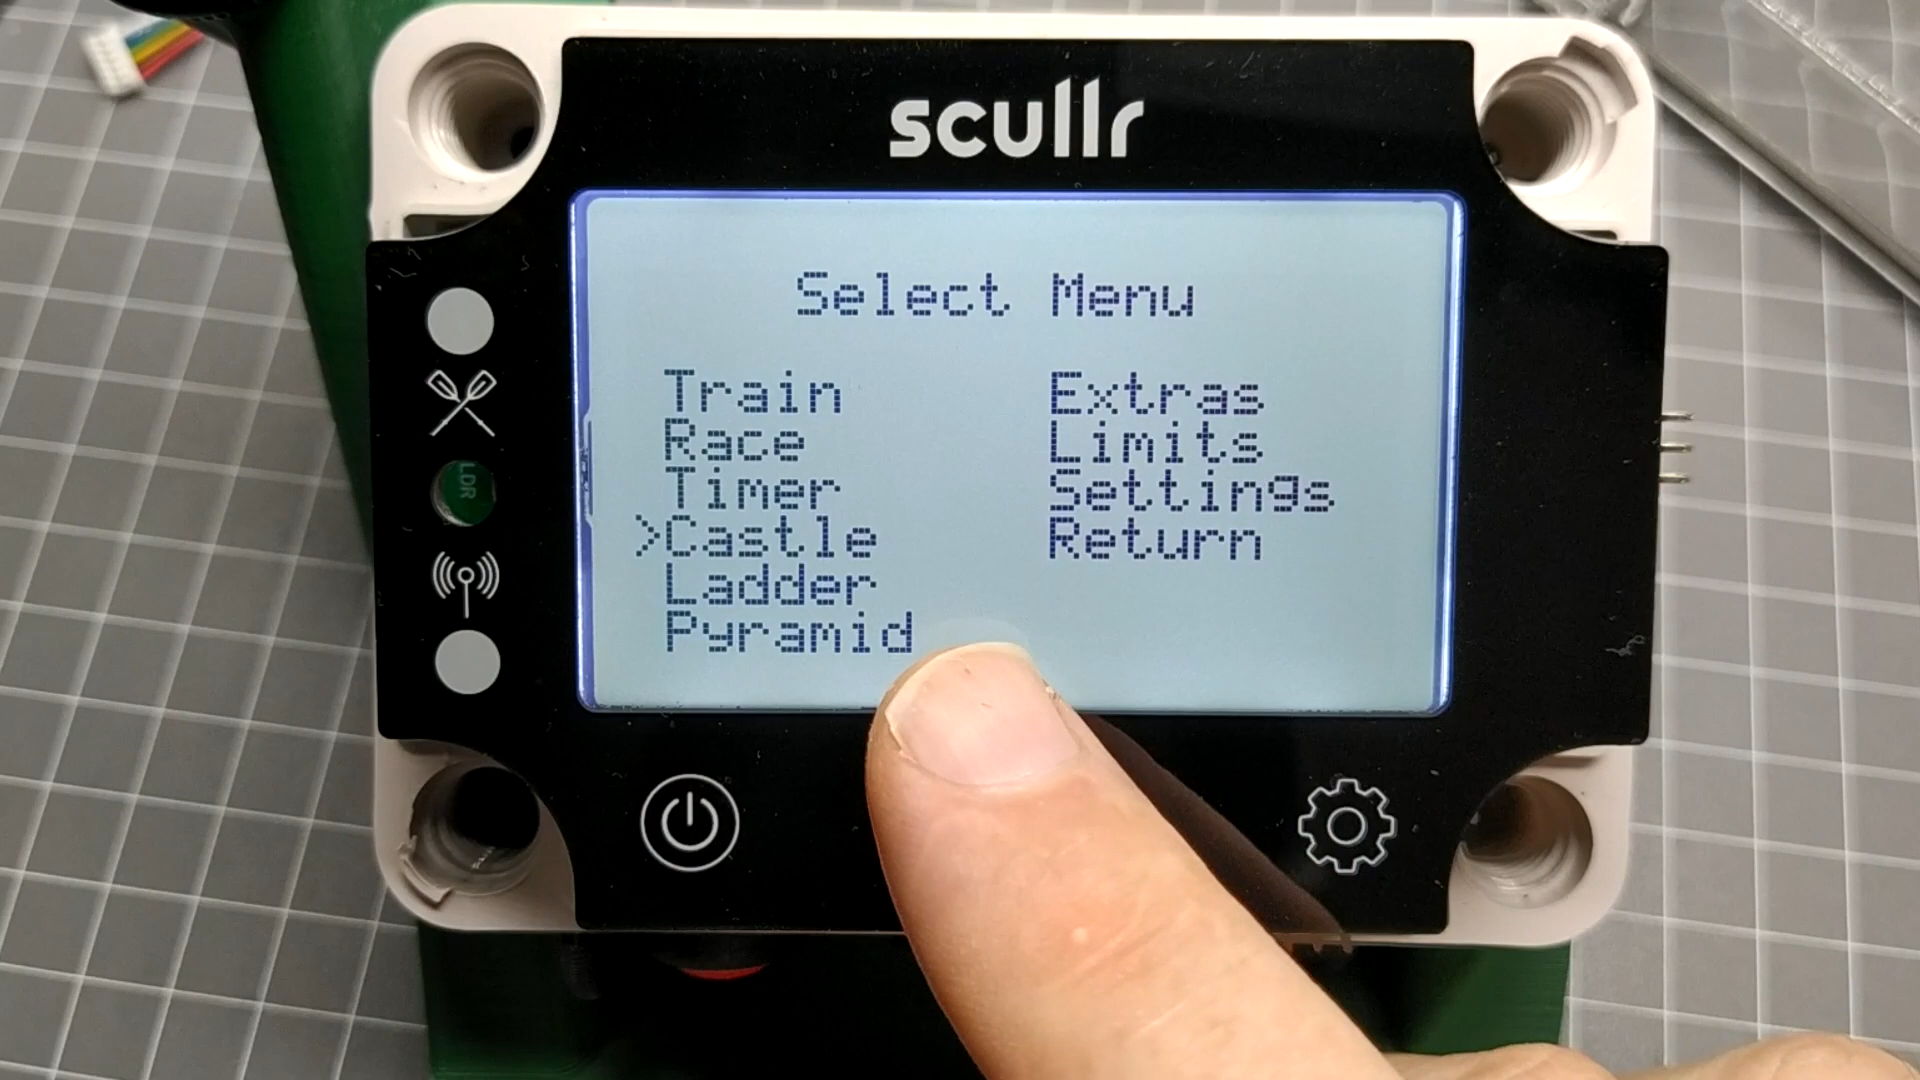 scullr
Select Menu
Train
Race
Timer
>Castle
Ladder
Pyramid
Extras
Limits
Settings
Return
LDR